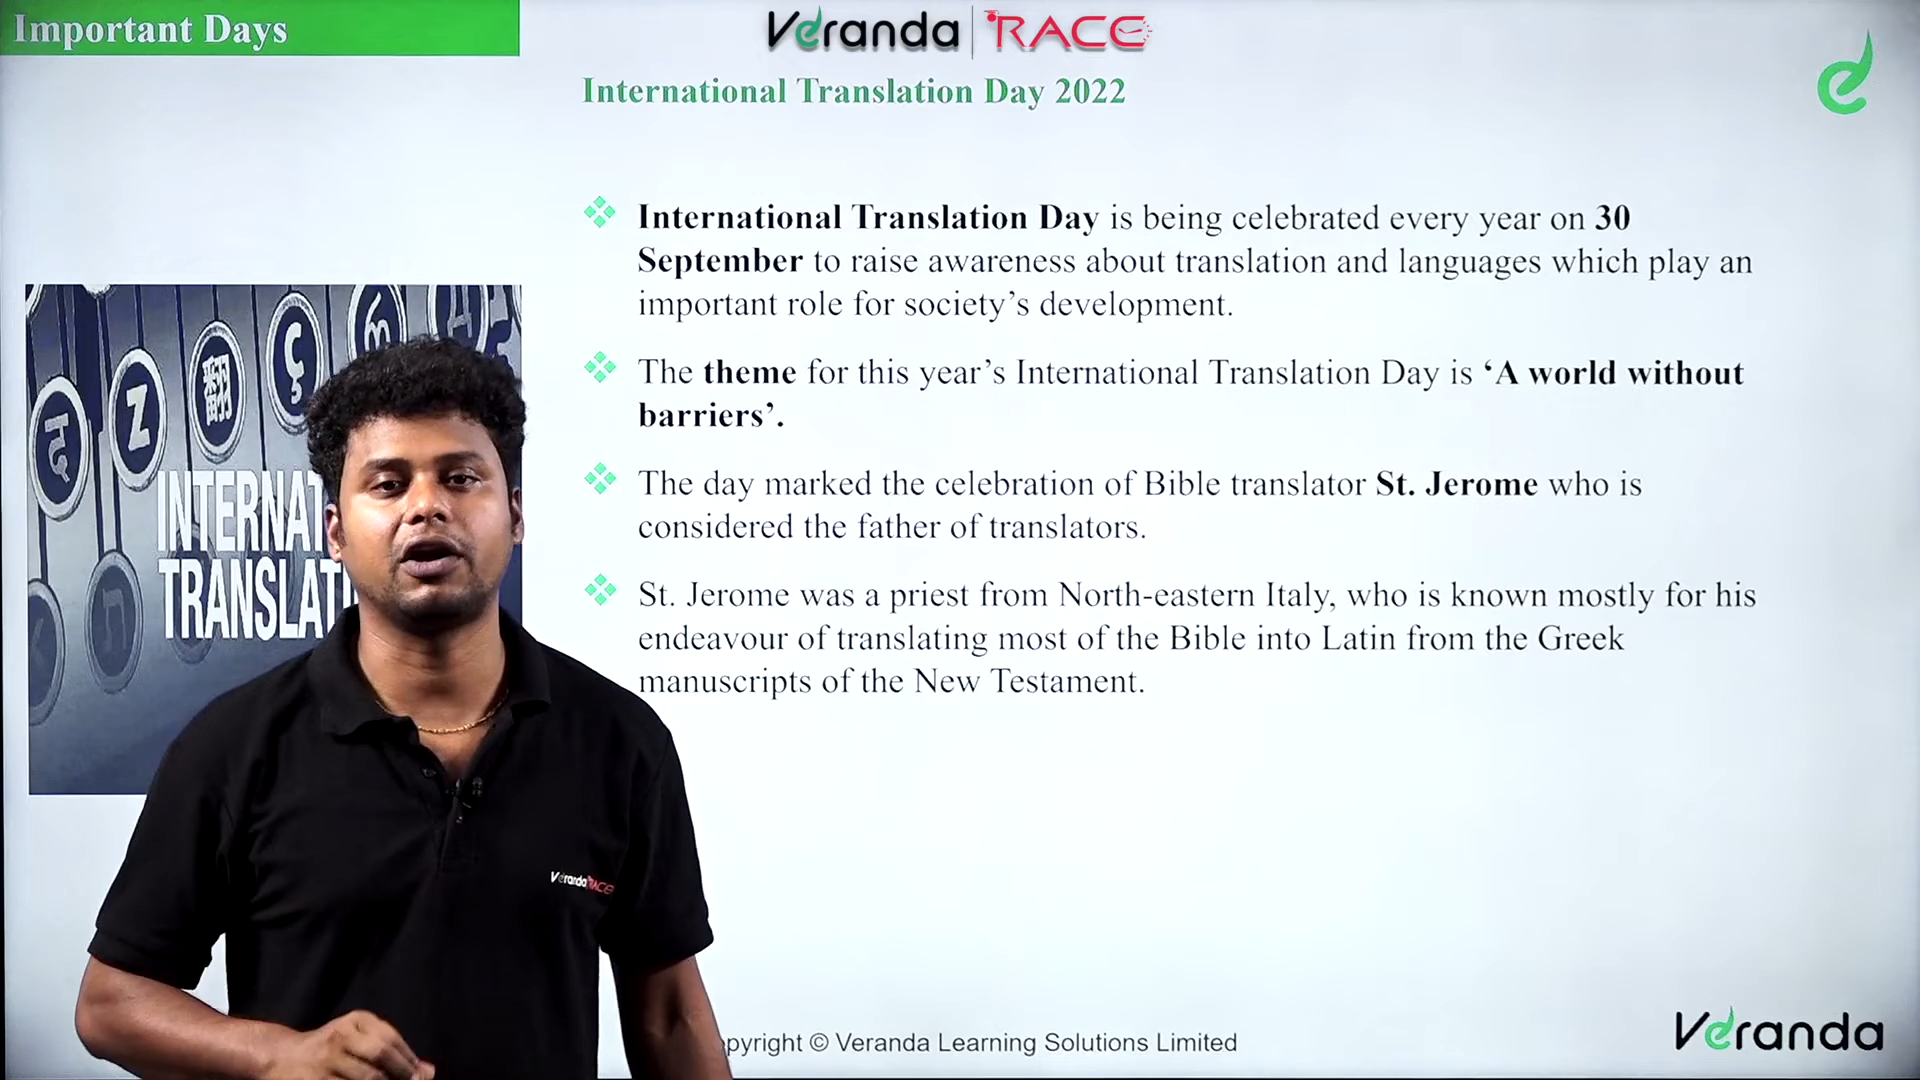 Important Days
Veranda RACE
International Translation Day 2022
International Translation Day is being celebrated every year on 30
September to raise awareness about translation and languages which play an
important role for society's development.
The theme for this year's International Translation Day is ‘A world without
barriers’.
The day marked the celebration of Bible translator St. Jerome who is
considered the father of translators.
St. Jerome was a priest from North-eastern Italy, who is known mostly for his
endeavour of translating most of the Bible into Latin from the Greek
manuscripts of the New Testament.
द Z 翻 ç
INTERNAT
TRANSLATI
Veranda RACE
opyright © Veranda Learning Solutions Limited
Veranda